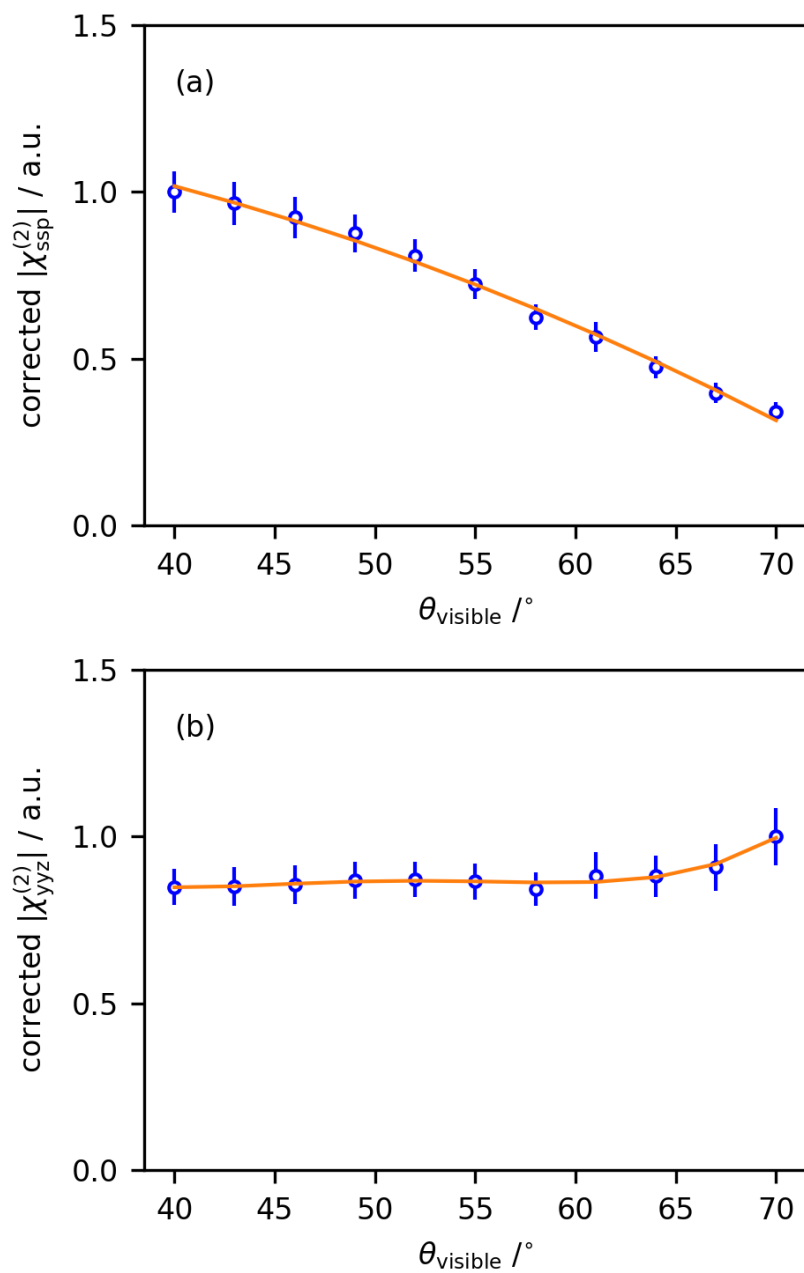 1.5
(a)
1.0
0.5
0.0
corrected |χ⁽²⁾ₛₛₚ| / a.u.
40 45 50 55 60 65 70
θvisible /°
1.5
(b)
1.0
0.5
0.0
corrected |χ⁽²⁾yyz| / a.u.
40 45 50 55 60 65 70
θvisible /°